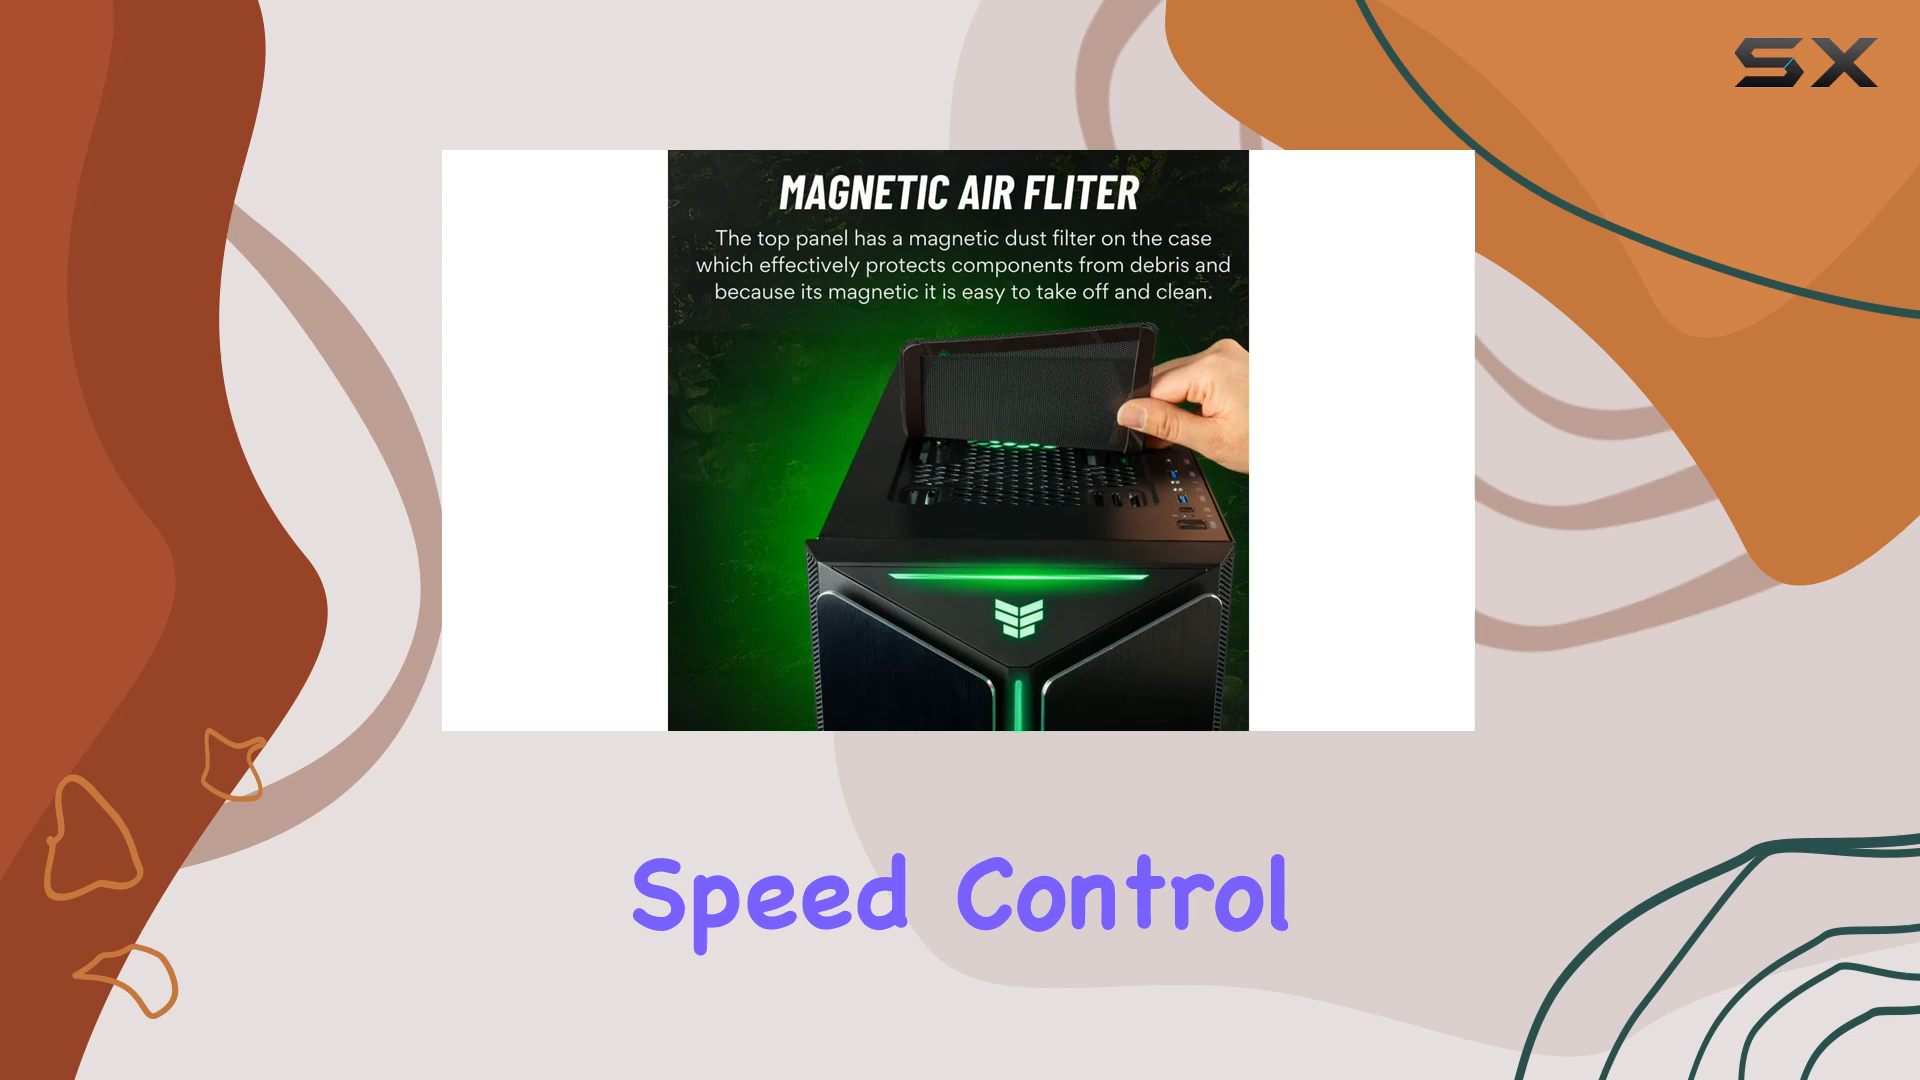 SX
MAGNETIC AIR FLITER
The top panel has a magnetic dust filter on the case
which effectively protects components from debris and
because its magnetic it is easy to take off and clean.
Speed Control